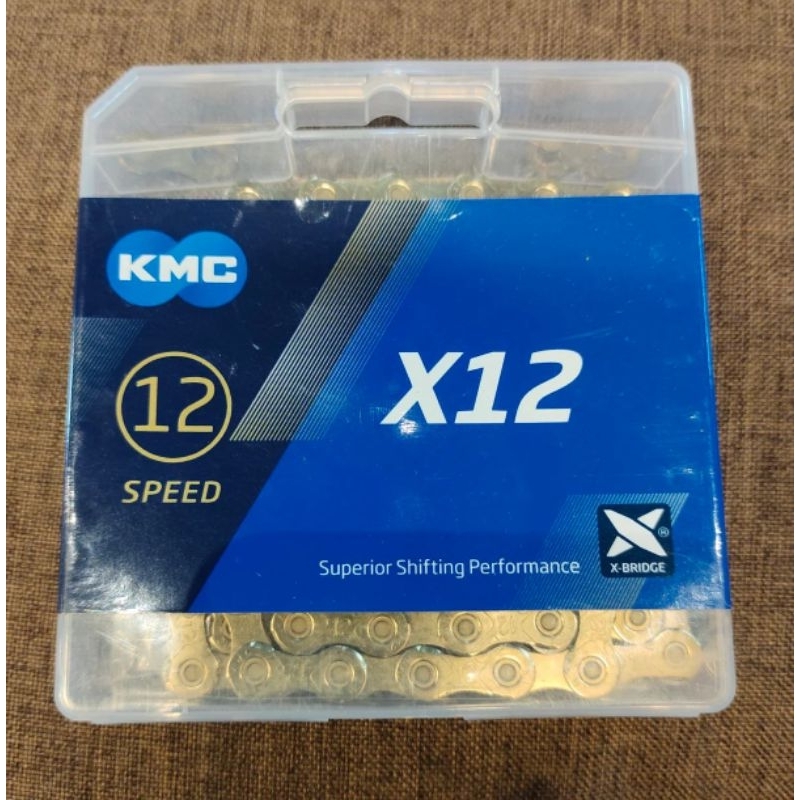 KMC
12
SPEED
X12
Superior Shifting Performance
®
X-BRIDGE